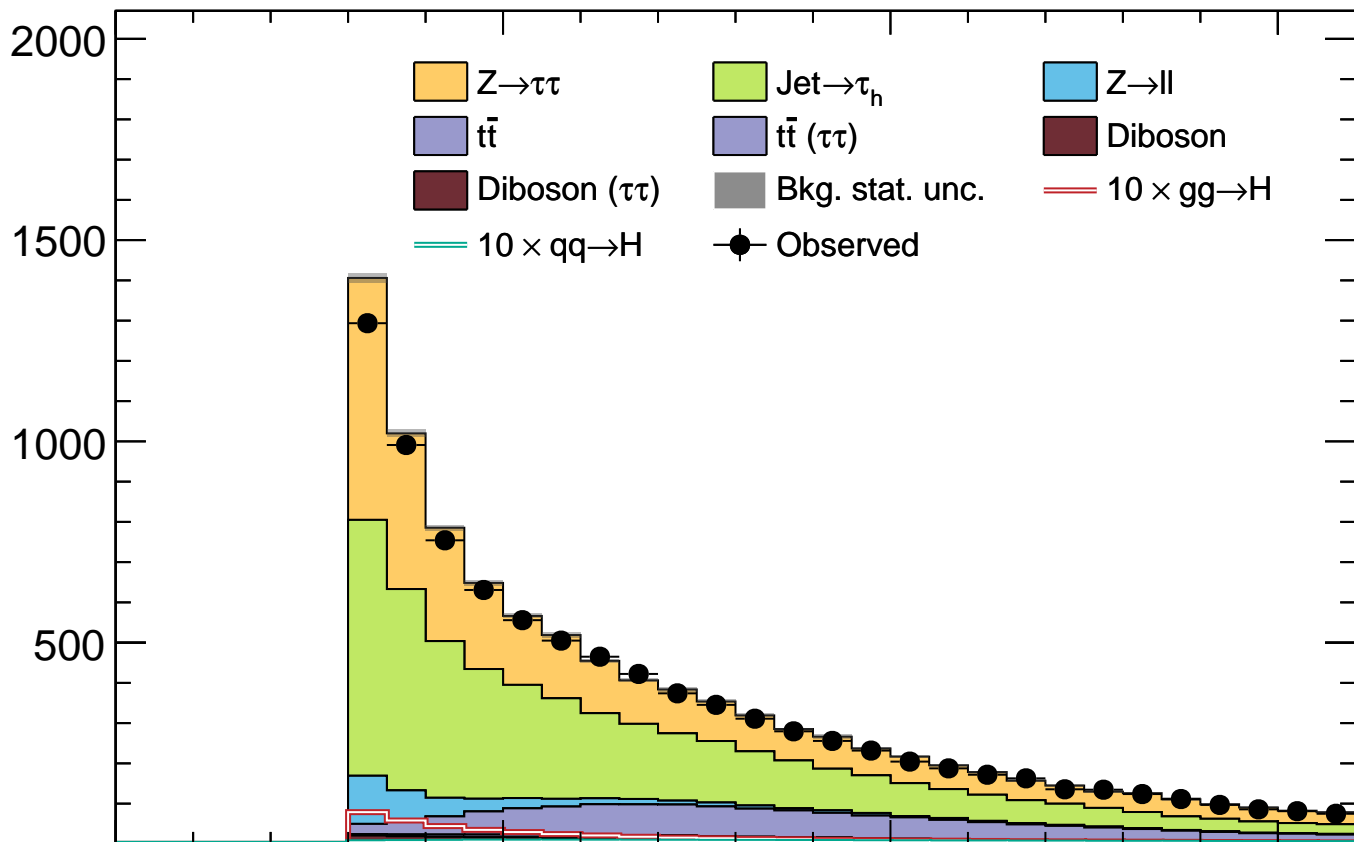 2000
Z→ττ Jet→τh Z→ll
tt̄ tt̄ (ττ) Diboson
Diboson (ττ) Bkg. stat. unc. 10 × gg→H
1500
10 × qq→H Observed
1000
500